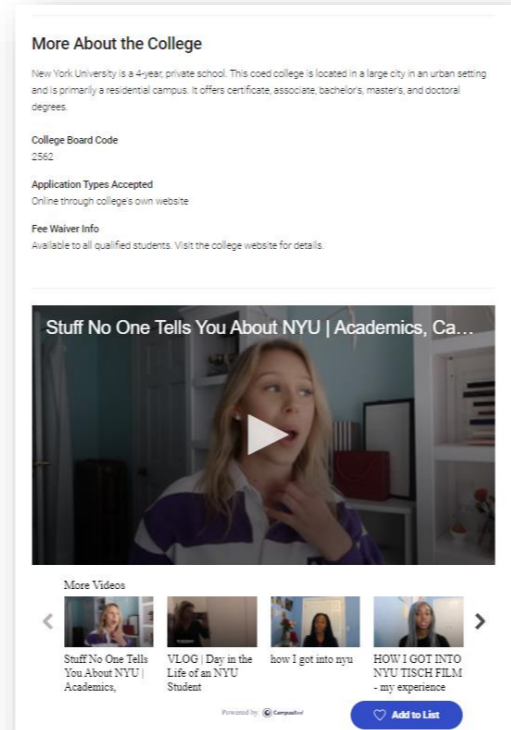 More About the College
New York University is a 4-year, private school. This coed college is located in a large city in an urban setting
and is primarily a residential campus. It offers certificate, associate, bachelor's, master's, and doctoral
degrees.
College Board Code
2562
Application Types Accepted
Online through college's own website
Fee Waiver Info
Available to all qualified students. Visit the college website for details.
Stuff No One Tells You About NYU | Academics, Ca...
More Videos
Stuff No One Tells
You About NYU |
Academics,
VLOG | Day in the
Life of an NYU
Student
how I got into nyu
HOW I GOT INTO
NYU TISCH FILM
- my experience
Powered by CampusReel
Add to List